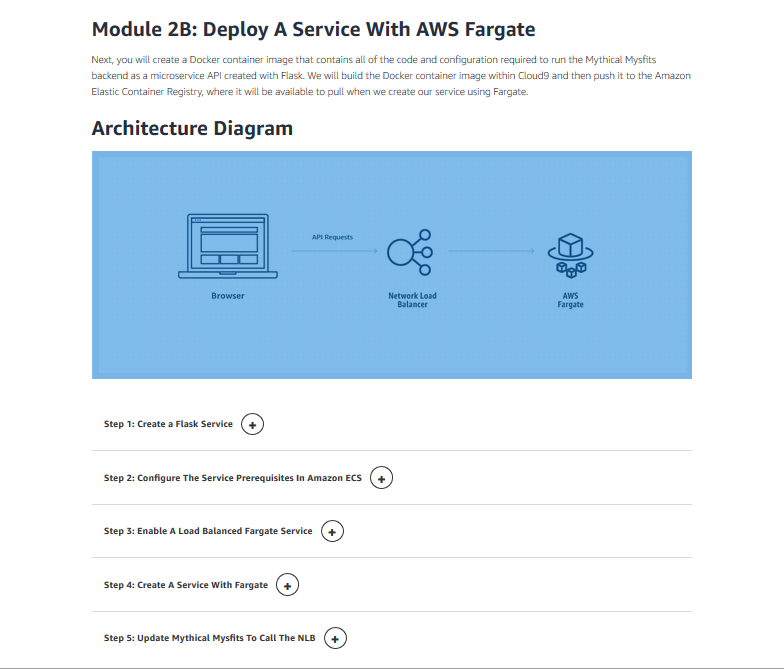 Module 2B: Deploy A Service With AWS Fargate
Next, you will create a Docker container image that contains all of the code and configuration required to run the Mythical Mysfits
backend as a microservice API created with Flask. We will build the Docker container image within Cloud9 and then push it to the Amazon
Elastic Container Registry, where it will be available to pull when we create our service using Fargate.
Architecture Diagram
API Requests
Browser
Network Load
Balancer
AWS
Fargate
Step 1: Create a Flask Service
Step 2: Configure The Service Prerequisites In Amazon ECS
Step 3: Enable A Load Balanced Fargate Service
Step 4: Create A Service With Fargate
Step 5: Update Mythical Mysfits To Call The NLB